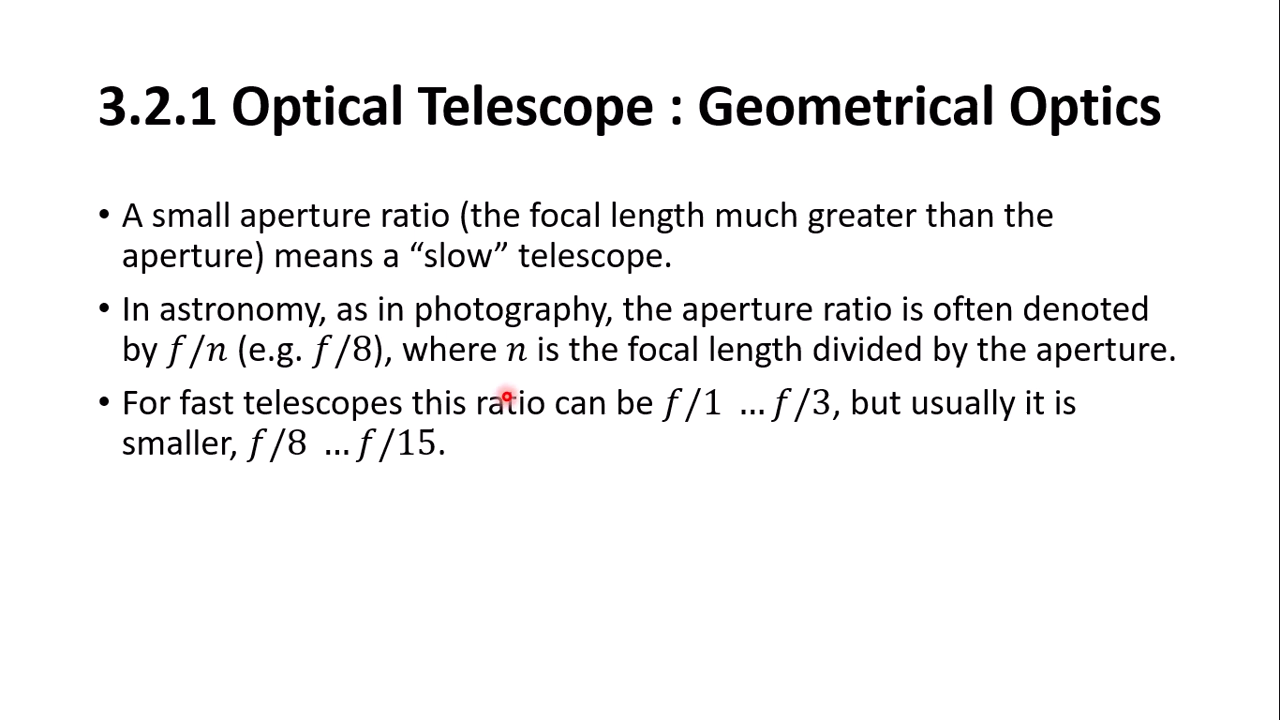 3.2.1 Optical Telescope : Geometrical Optics
• A small aperture ratio (the focal length much greater than the
aperture) means a “slow” telescope.
• In astronomy, as in photography, the aperture ratio is often denoted
by f/n (e.g. f/8), where n is the focal length divided by the aperture.
• For fast telescopes this ratio can be f/1 …f/3, but usually it is
smaller, f/8 …f/15.